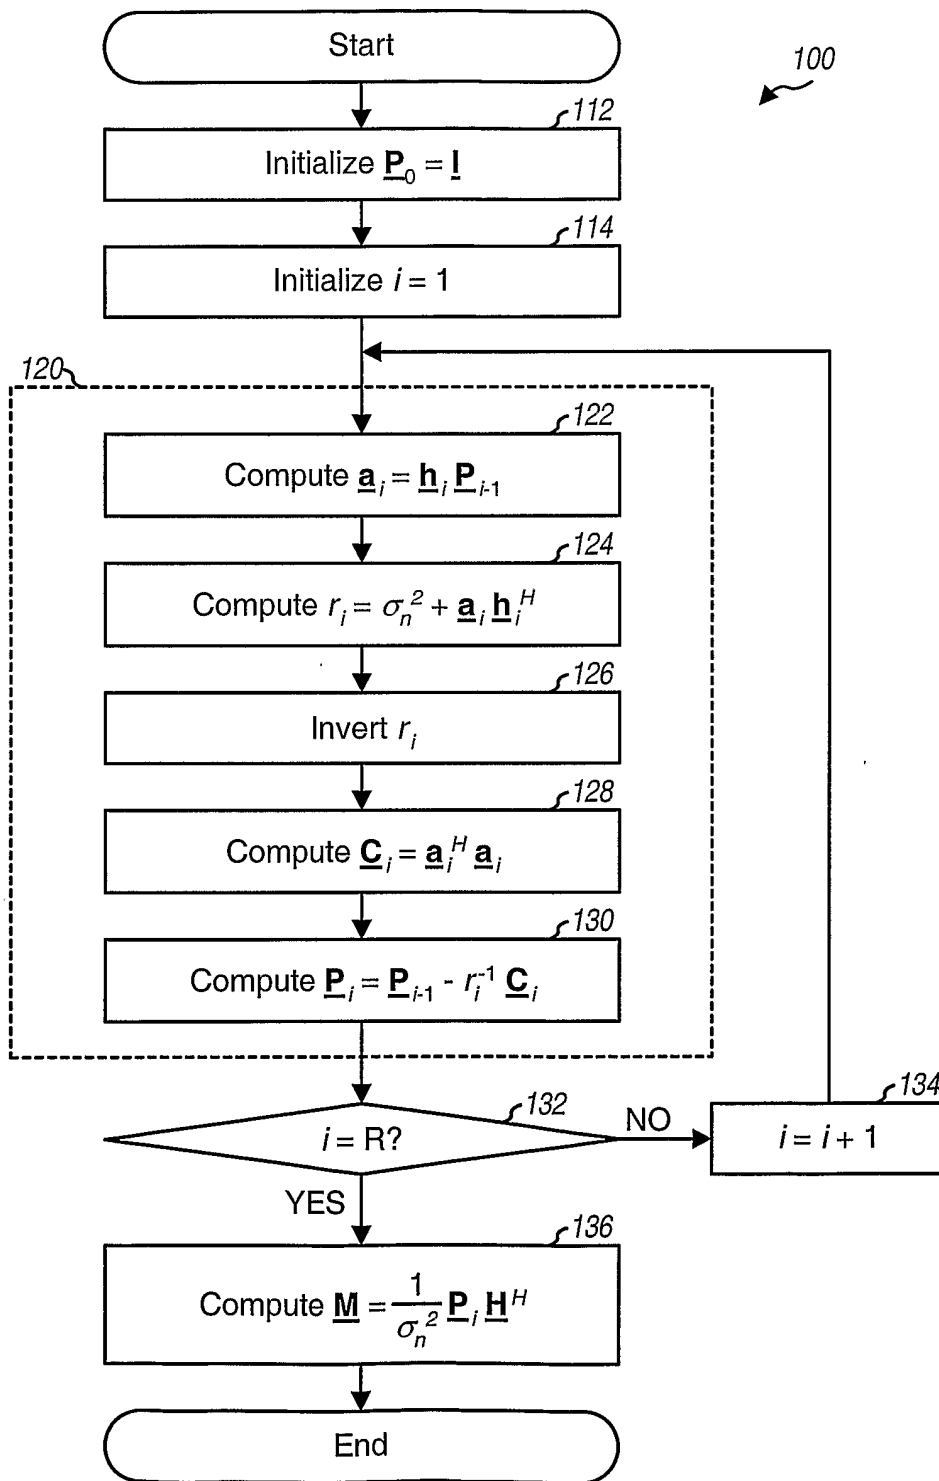 Start
100
112
Initialize P₀ = I
114
Initialize i = 1
120
122
Compute aᵢ = hᵢ Pᵢ₋₁
124
Compute rᵢ = σₙ² + aᵢ hᵢᴴ
126
Invert rᵢ
128
Compute Cᵢ = aᵢᴴ aᵢ
130
Compute Pᵢ = Pᵢ₋₁ - rᵢ⁻¹ Cᵢ
132
i = R?
NO
134
i = i + 1
YES
136
Compute M = 1/σₙ² Pᵢ Hᴴ
End